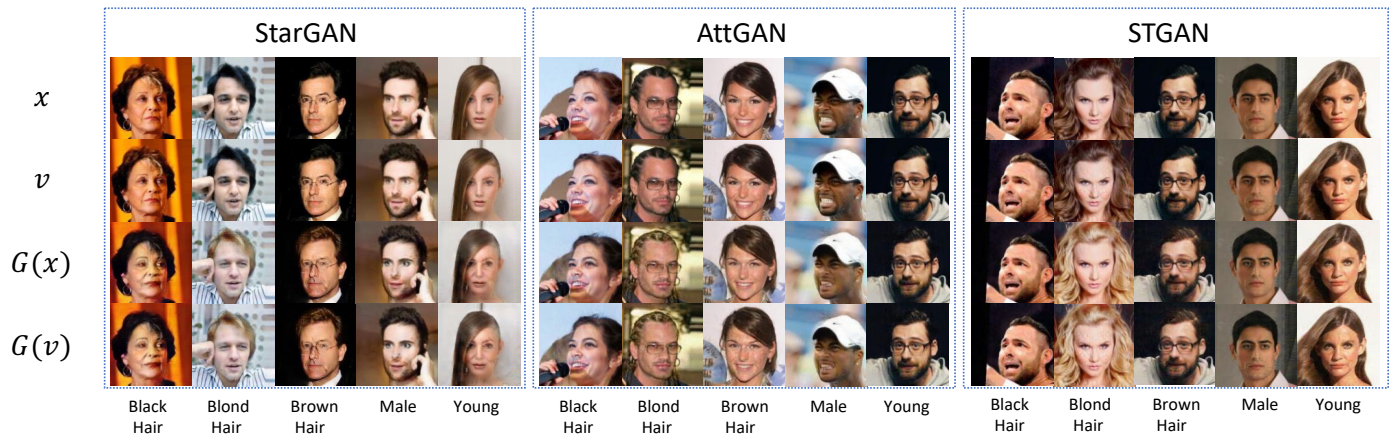 StarGAN
AttGAN
STGAN
x
v
G(x)
G(v)
Black
Hair
Blond
Hair
Brown
Hair
Male
Young
Black
Hair
Blond
Hair
Brown
Hair
Male
Young
Black
Hair
Blond
Hair
Brown
Hair
Male
Young